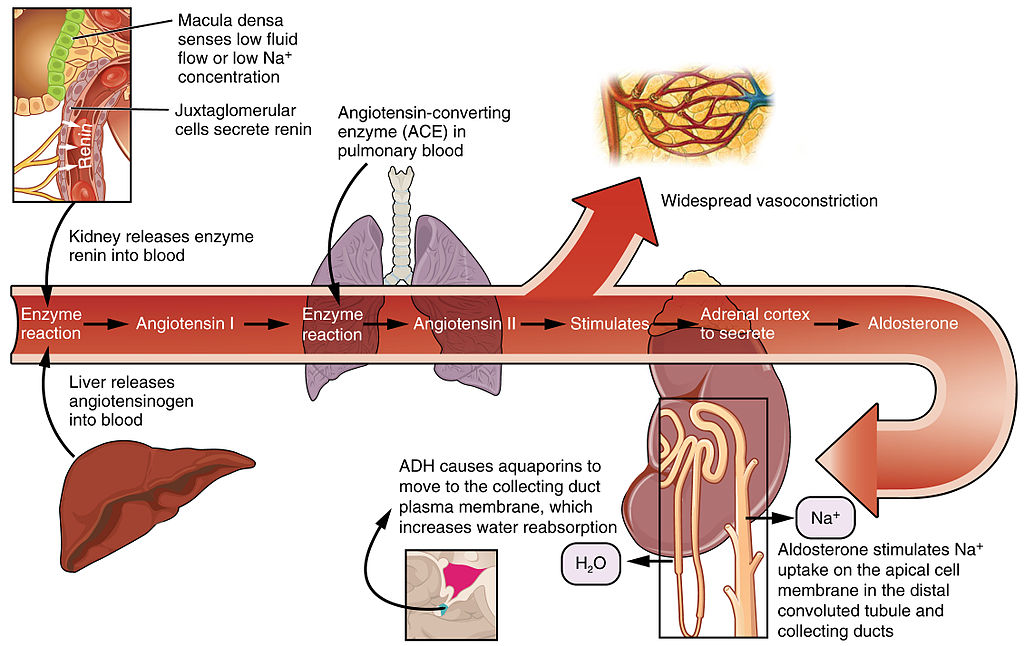 Macula densa
senses low fluid
flow or low Na⁺
concentration
Juxtaglomerular
cells secrete renin
Renin
Angiotensin-converting
enzyme (ACE) in
pulmonary blood
Widespread vasoconstriction
Kidney releases enzyme
renin into blood
Enzyme
reaction
Angiotensin I
Enzyme
reaction
Angiotensin II
Stimulates
Adrenal cortex
to secrete
Aldosterone
Liver releases
angiotensinogen
into blood
ADH causes aquaporins to
move to the collecting duct
plasma membrane, which
increases water reabsorption
H₂O
Na⁺
Aldosterone stimulates Na⁺
uptake on the apical cell
membrane in the distal
convoluted tubule and
collecting ducts